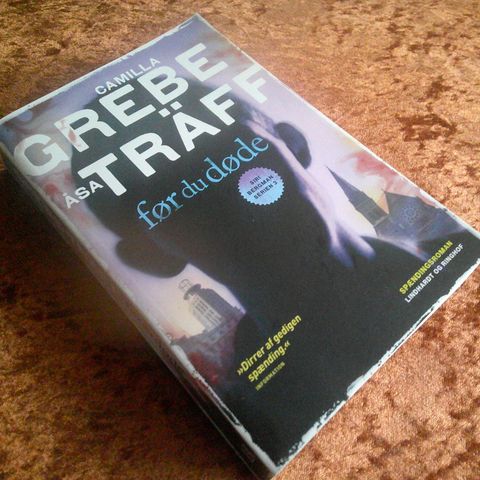 CAMILLA
GREBE
ÅSA TRÄFF
før du døde
SIRI
BERGMAN
SERIEN 3
SPÆNDINGSROMAN
LINDHARDT OG RINGHOF
»Dirrer af gedigen
spænding.«
INFORMATION